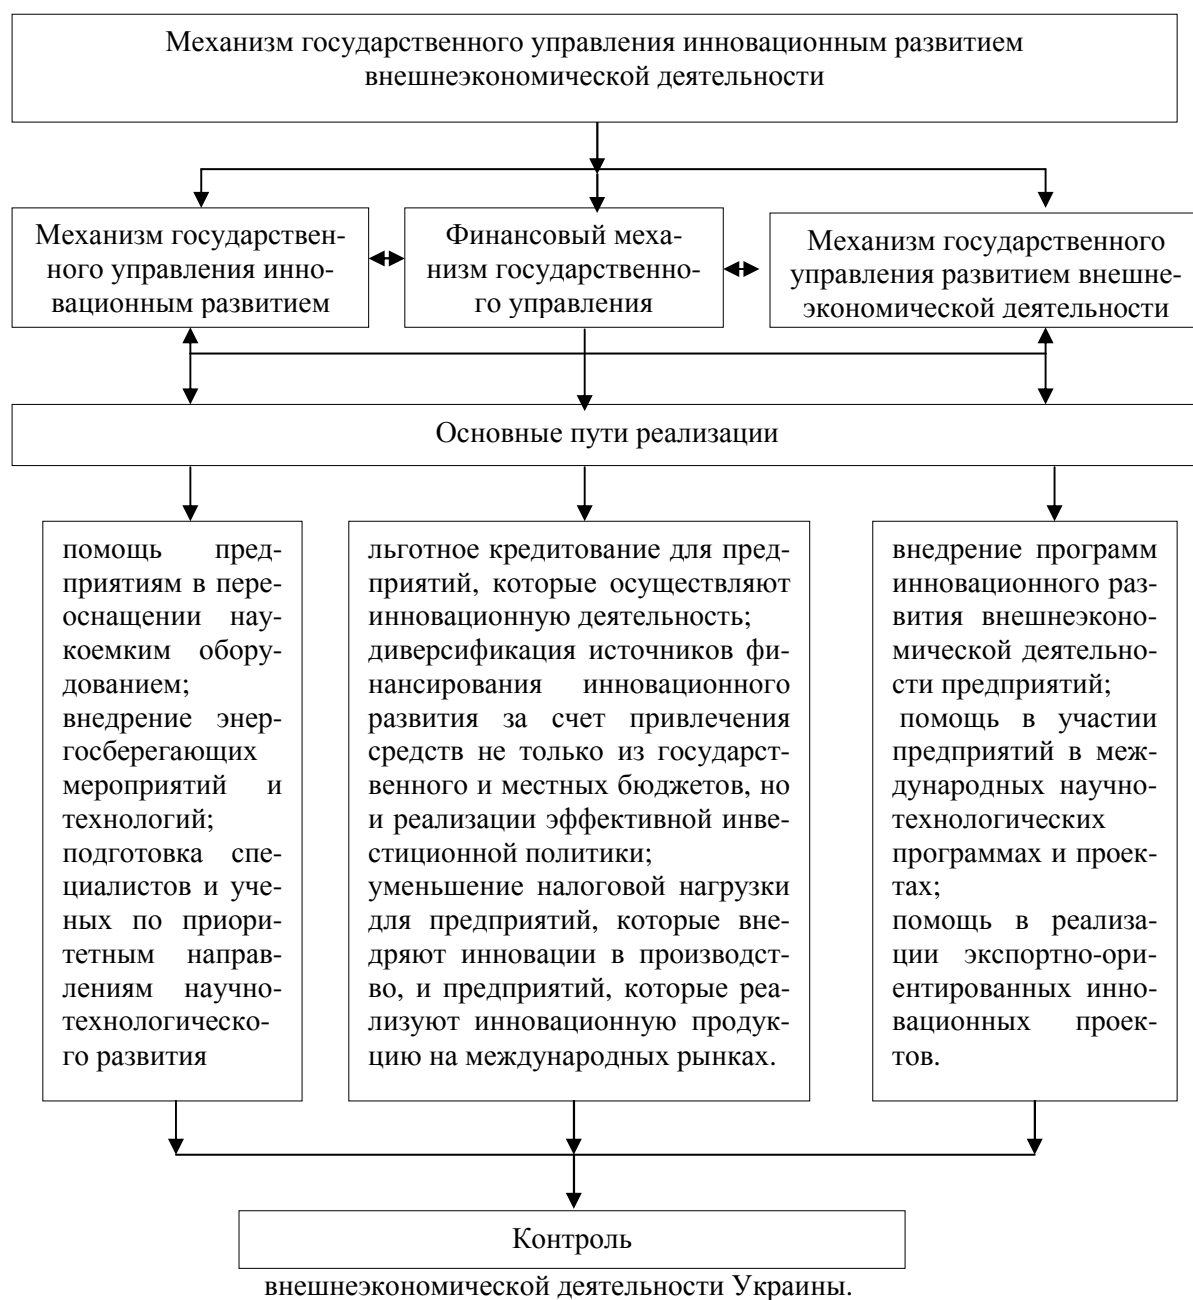 Механизм государственного управления инновационным развитием
внешнеэкономической деятельности
Механизм государствен-
ного управления инно-
вационным развитием
Финансовый меха-
низм государственно-
го управления
Механизм государственного
управления развитием внешне-
экономической деятельности
Основные пути реализации
помощь пред-
приятиям в пере-
оснащении нау-
коемким обору-
дованием;
внедрение энер-
госберегающих
мероприятий и
технологий;
подготовка спе-
циалистов и уче-
ных по приори-
тетным направ-
лениям научно-
технологическо-
го развития
льготное кредитование для пред-
приятий, которые осуществляют
инновационную деятельность;
диверсификация источников фи-
нансирования инновационного
развития за счет привлечения
средств не только из государст-
венного и местных бюджетов, но
и реализации эффективной инве-
стиционной политики;
уменьшение налоговой нагрузки
для предприятий, которые вне-
дряют инновации в производст-
во, и предприятий, которые реа-
лизуют инновационную продук-
цию на международных рынках.
внедрение программ
инновационного раз-
вития внешнеэконо-
мической деятельно-
сти предприятий;
помощь в участии
предприятий в меж-
дународных научно-
технологических
программах и проек-
тах;
помощь в реализа-
ции экспортно-ори-
ентированных инно-
вационных проек-
тов.
Контроль
внешнеэкономической деятельности Украины.